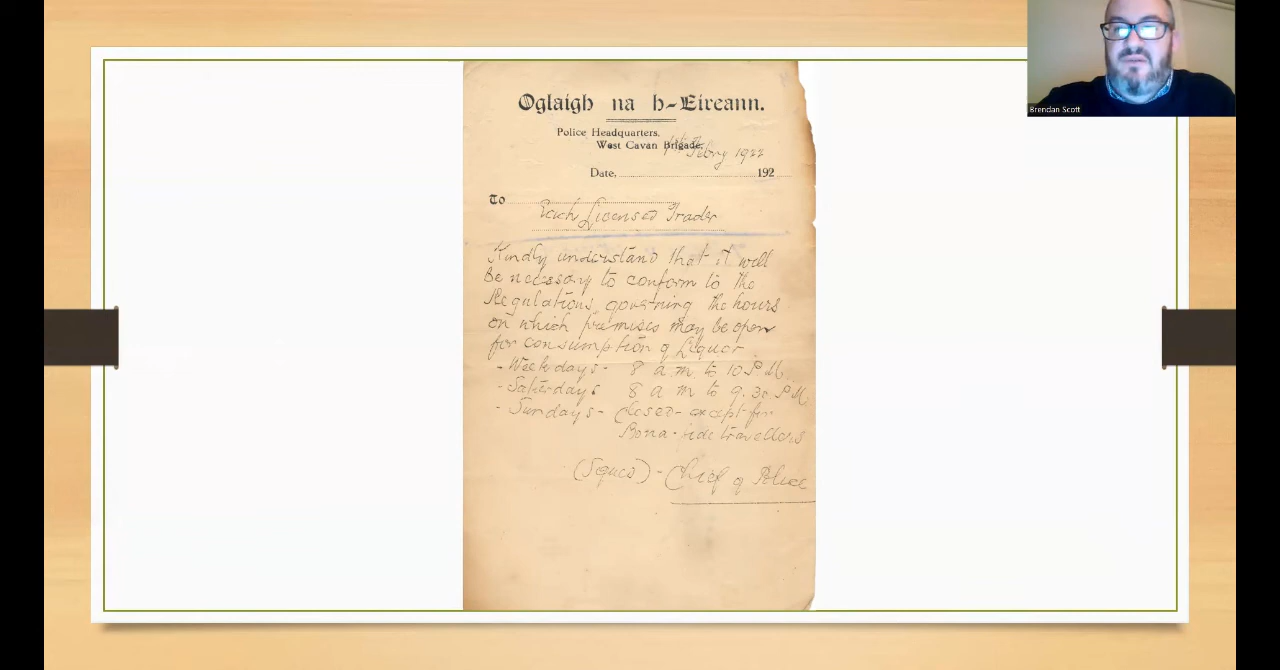 Oglaigh na h-Eireann.
Police Headquarters,
West Cavan Brigade,
1st Febry 1922
Date, 192
To
Each Licensed Trader
Kindly understand that it will
Be necessary to conform to the
Regulations governing the hours
on which premises may be open
for consumption of Liquor.
- Weekdays - 8 a m to 10 P.M.
- Saturdays 8 a m to 9.30 P.M.
- Sundays - Closed - except for
Bona-fide travellers
(Signed) - Chief of Police
Brendan Scott